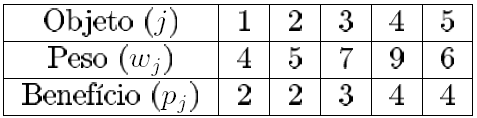 Objeto (j) 1 2 3 4 5
Peso (w_j) 4 5 7 9 6
Benefício (p_j) 2 2 3 4 4